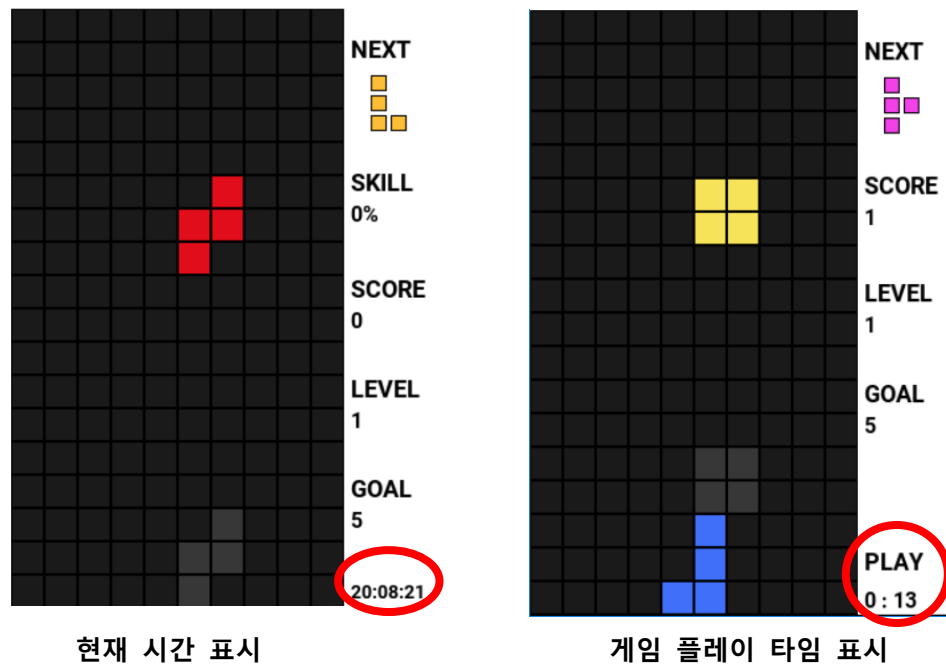 NEXT
SKILL
0%
SCORE
0
LEVEL
1
GOAL
5
20:08:21
현재 시간 표시
NEXT
SCORE
1
LEVEL
1
GOAL
5
PLAY
0 : 13
게임 플레이 타임 표시